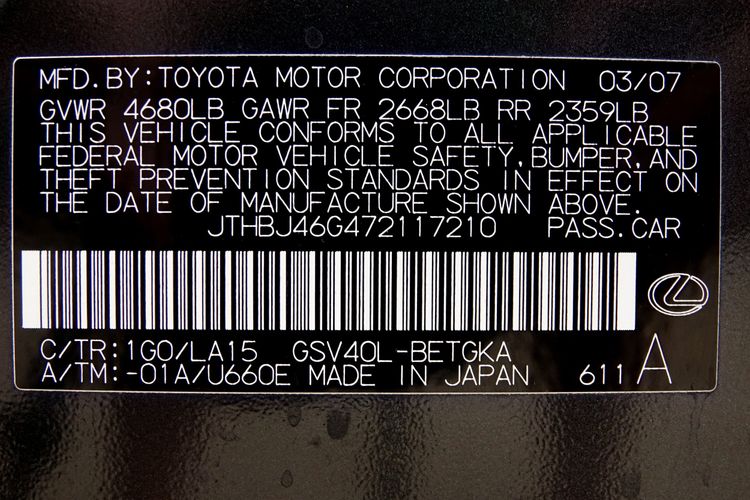 MFD.BY:TOYOTA MOTOR CORPORATION 03/07
GVWR 4680LB GAWR FR 2668LB RR 2359LB
THIS VEHICLE CONFORMS TO ALL APPLICABLE
FEDERAL MOTOR VEHICLE SAFETY,BUMPER,AND
THEFT PREVENTION STANDARDS IN EFFECT ON
THE DATE OF MANUFACTURE SHOWN ABOVE.
JTHBJ46G472117210 PASS.CAR
C/TR:1G0/LA15 GSV40L-BETGKA
A/TM:-01A/U660E MADE IN JAPAN 611 A